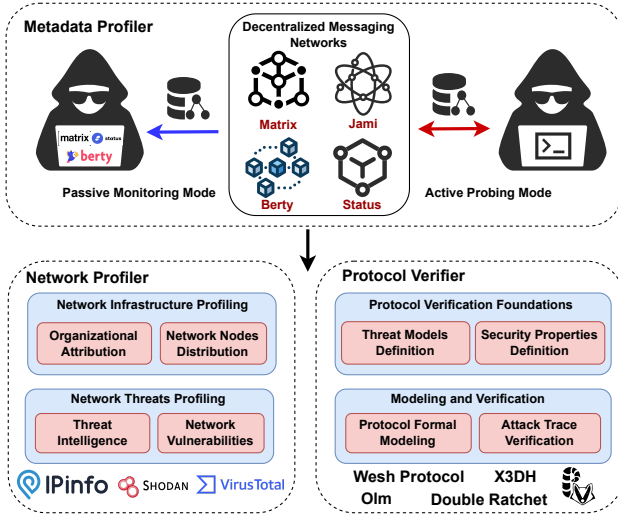 Metadata Profiler
Decentralized Messaging
Networks
Matrix
Jami
Berty
Status
[matrix]
status
berty
Passive Monitoring Mode
Active Probing Mode
Network Profiler
Network Infrastructure Profiling
Organizational
Attribution
Network Nodes
Distribution
Network Threats Profiling
Threat
Intelligence
Network
Vulnerabilities
IPinfo
SHODAN
VirusTotal
Protocol Verifier
Protocol Verification Foundations
Threat Models
Definition
Security Properties
Definition
Modeling and Verification
Protocol Formal
Modeling
Attack Trace
Verification
Wesh Protocol
X3DH
Olm
Double Ratchet